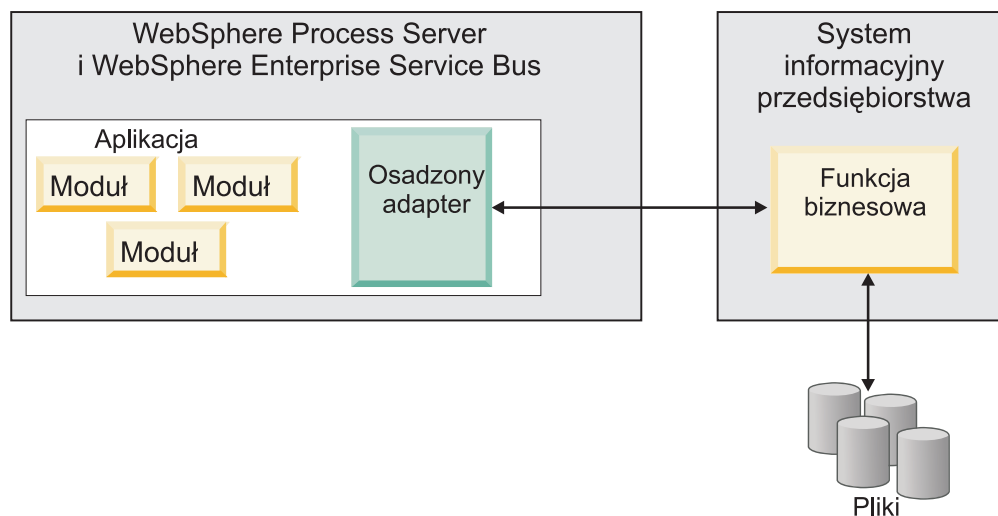 WebSphere Process Server
i WebSphere Enterprise Service Bus
Aplikacja
Moduł
Moduł
Moduł
Osadzony
adapter
System
informacyjny
przedsiębiorstwa
Funkcja
biznesowa
Pliki